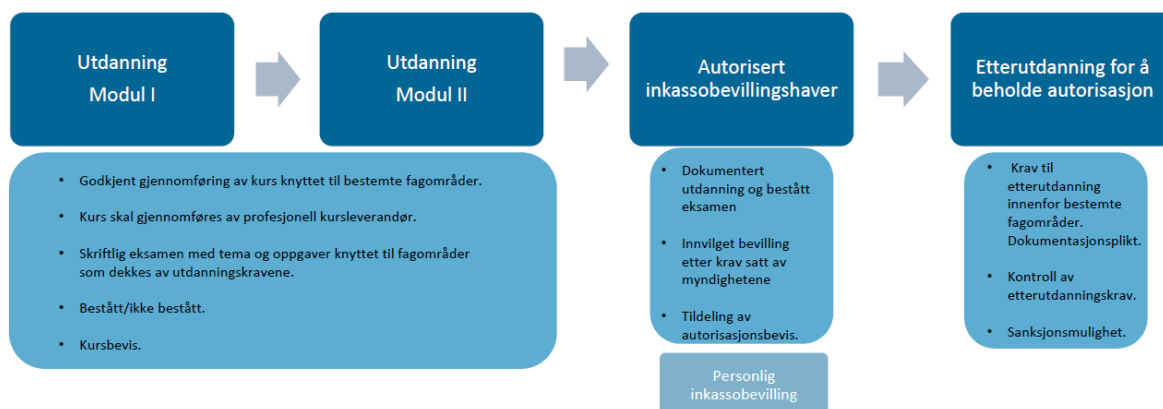 Utdanning
Modul I
Utdanning
Modul II
Autorisert
inkassobevillingshaver
Etterutdanning for å
beholde autorisasjon
• Godkjent gjennomføring av kurs knyttet til bestemte fagområder.
• Kurs skal gjennomføres av profesjonell kursleverandør.
• Skriftlig eksamen med tema og oppgaver knyttet til fagområder
som dekkes av utdanningskravene.
• Bestått/ikke bestått.
• Kursbevis.
• Dokumentert
utdanning og bestått
eksamen
• Innvilget bevilling
etter krav satt av
myndighetene
• Tildeling av
autorisasjonsbevis.
Personlig
inkassobevilling
• Krav til
etterutdanning
innenfor bestemte
fagområder.
Dokumentasjonsplikt.
• Kontroll av
etterutdanningskrav.
• Sanksjonsmulighet.